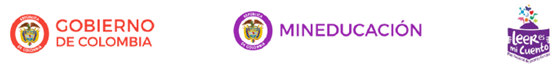 GOBIERNO
DE COLOMBIA
MINEDUCACIÓN
leer es
mi cuento